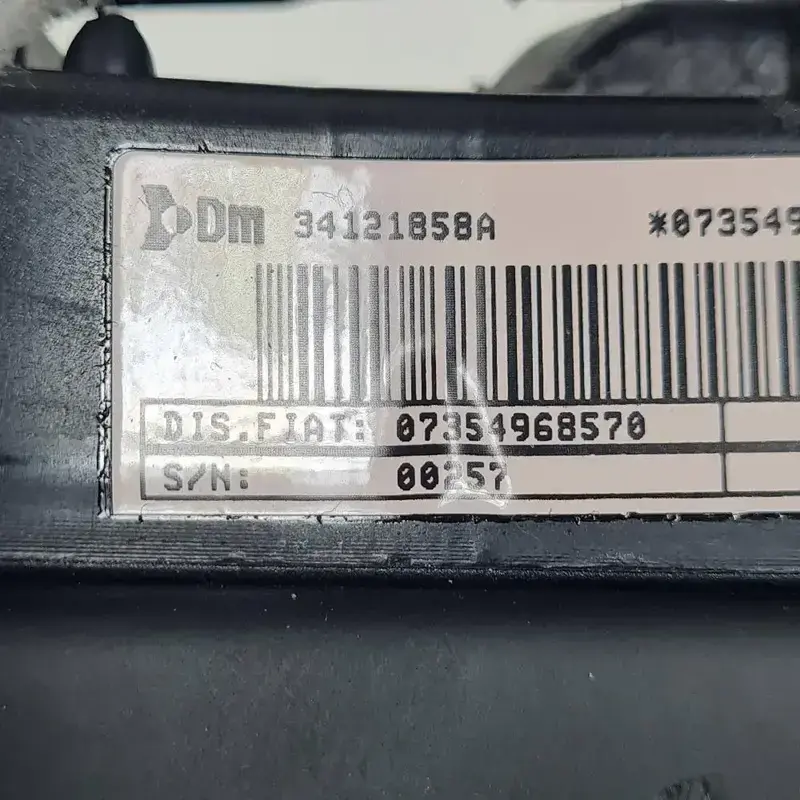 Dm 34121858A *073549
DIS.FIAT: 07354968570
S/N: 00257